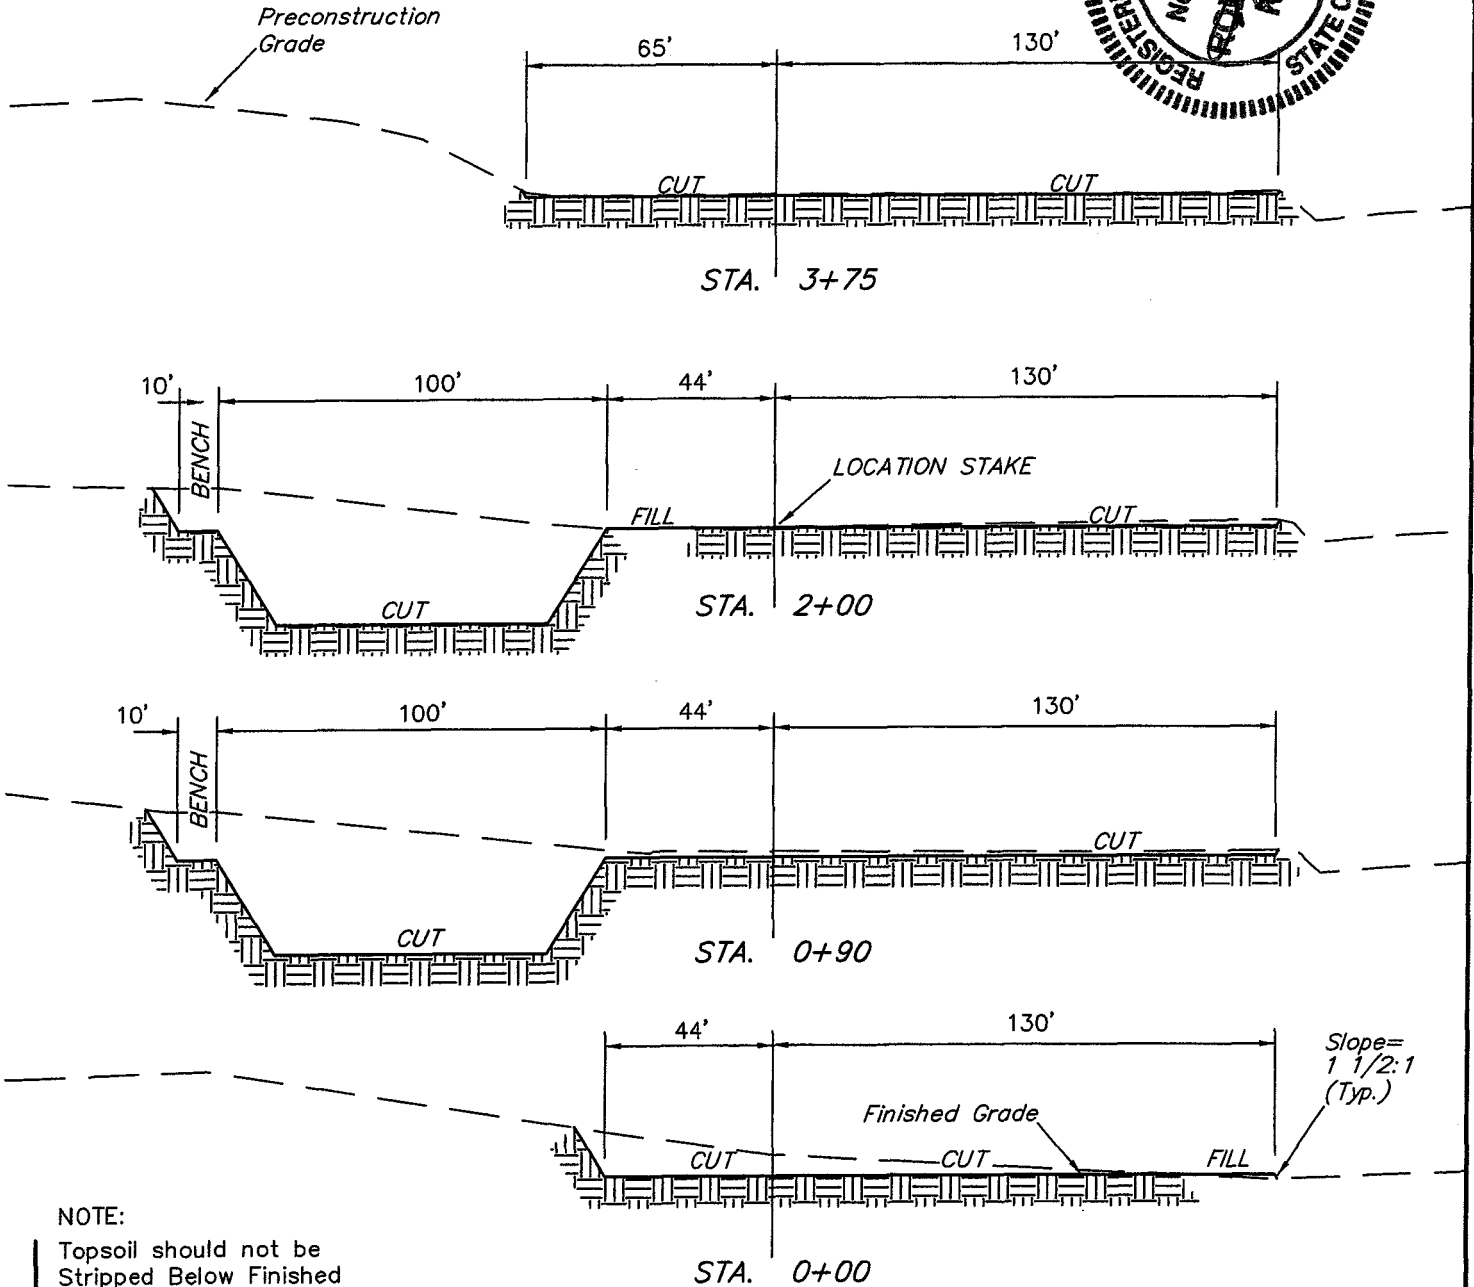 Preconstruction
Grade
65'
130'
REGISTER
STATE
CUT
CUT
STA. 3+75
10'
100'
44'
130'
BENCH
LOCATION STAKE
FILL
CUT
CUT
STA. 2+00
10'
100'
44'
130'
BENCH
CUT
CUT
STA. 0+90
44'
130'
Slope=
1 1/2:1
(Typ.)
Finished Grade
CUT
CUT
FILL
NOTE:
Topsoil should not be
Stripped Below Finished
STA. 0+00